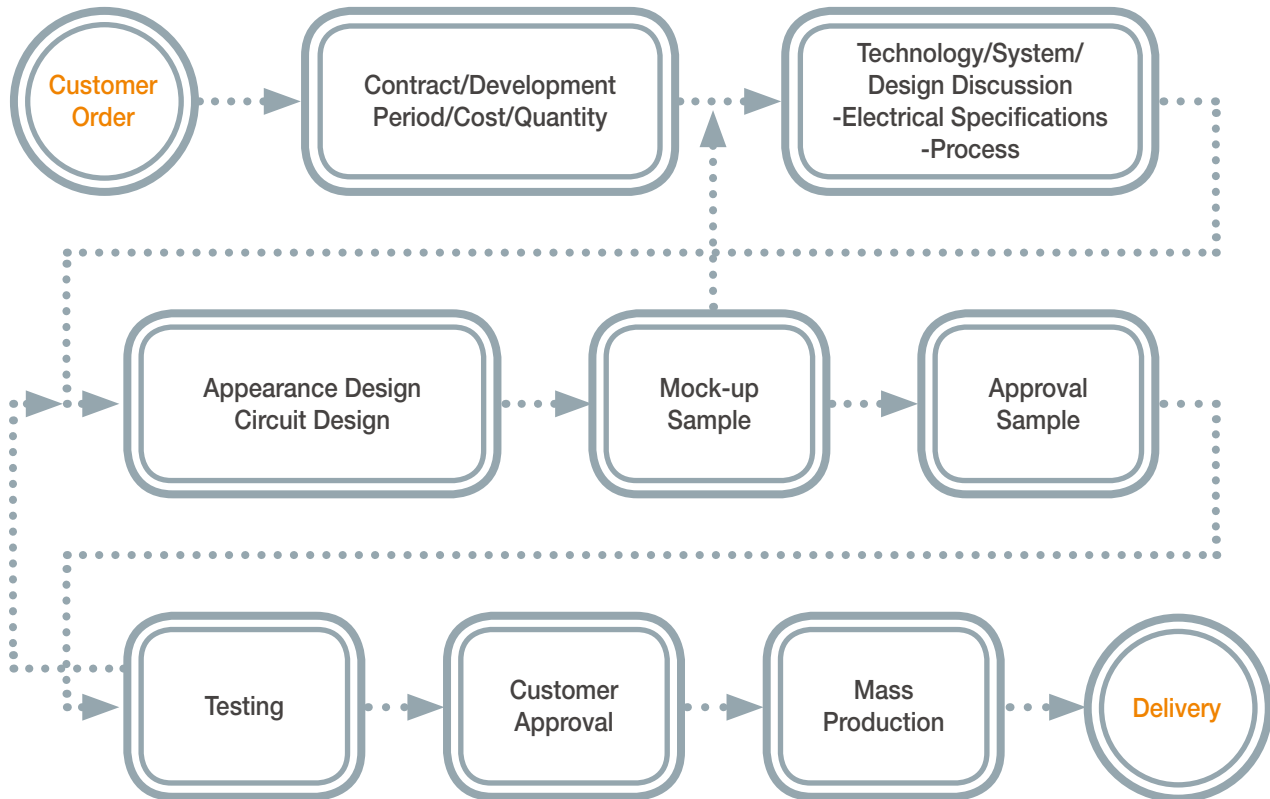 Customer
Order
Contract/Development
Period/Cost/Quantity
Technology/System/
Design Discussion
-Electrical Specifications
-Process
Appearance Design
Circuit Design
Mock-up
Sample
Approval
Sample
Testing
Customer
Approval
Mass
Production
Delivery